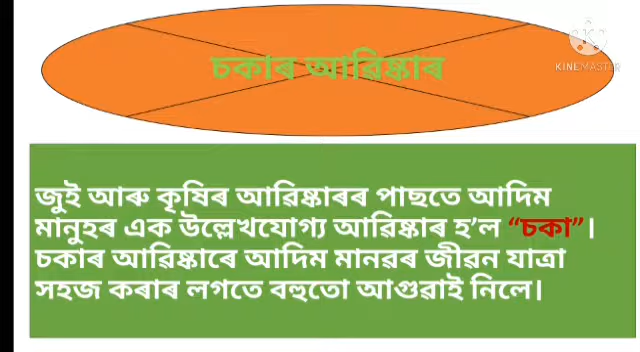 চকাৰ আৱিষ্কাৰ
KINEMASTER
জুই আৰু কৃষিৰ আৱিষ্কাৰৰ পাছতে আদিম
মানুহৰ এক উল্লেখযোগ্য আৱিষ্কাৰ হ’ল “চকা”।
চকাৰ আৱিষ্কাৰে আদিম মানৱৰ জীৱন যাত্ৰা
সহজ কৰাৰ লগতে বহুতো আগুৱাই নিলে।